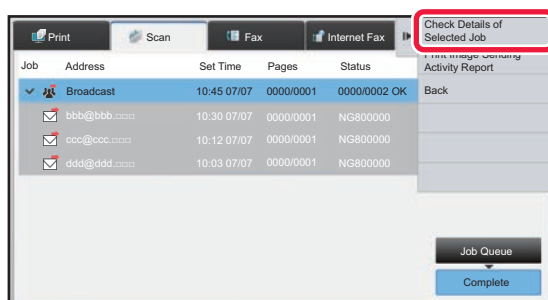 Print Scan Fax Internet Fax
Check Details of
Selected Job
Print Image Sending
Activity Report
Back
Job Address Set Time Pages Status
Broadcast 10:45 07/07 0000/0001 0000/0002 OK
bbb@bbb.□□□ 10:30 07/07 0000/0001 NG800000
ccc@ccc.□□□ 10:12 07/07 0000/0001 NG800000
ddd@ddd.□□□ 10:03 07/07 0000/0001 NG800000
Job Queue
Complete